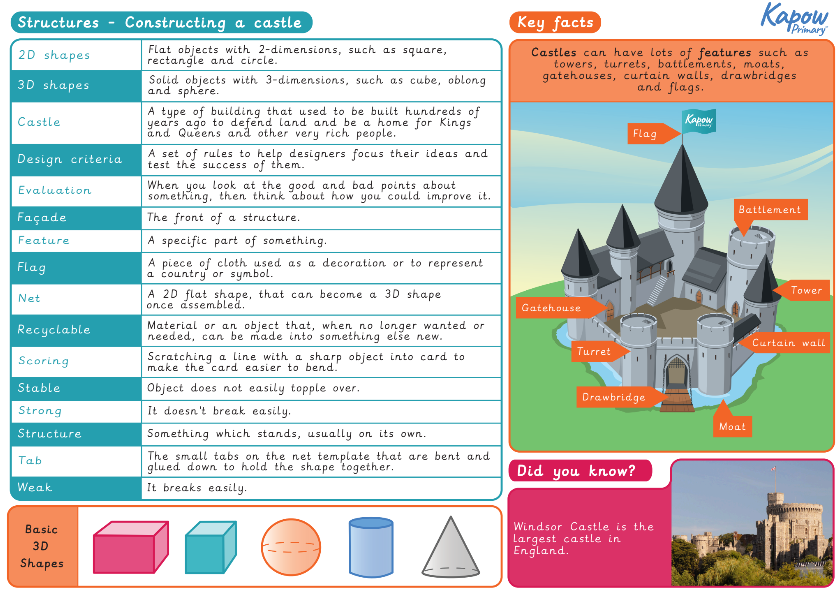 Structures - Constructing a castle
2D shapes
Flat objects with 2-dimensions, such as square,
rectangle and circle.
3D shapes
Solid objects with 3-dimensions, such as cube, oblong
and sphere.
Castle
A type of building that used to be built hundreds of
years ago to defend land and be a home for Kings
and Queens and other very rich people.
Design criteria
A set of rules to help designers focus their ideas and
test the success of them.
Evaluation
When you look at the good and bad points about
something, then think about how you could improve it.
Façade
The front of a structure.
Feature
A specific part of something.
Flag
A piece of cloth used as a decoration or to represent
a country or symbol.
Net
A 2D flat shape, that can become a 3D shape
once assembled.
Recyclable
Material or an object that, when no longer wanted or
needed, can be made into something else new.
Scoring
Scratching a line with a sharp object into card to
make the card easier to bend.
Stable
Object does not easily topple over.
Strong
It doesn't break easily.
Structure
Something which stands, usually on its own.
Tab
The small tabs on the net template that are bent and
glued down to hold the shape together.
Weak
It breaks easily.
Basic
3D
Shapes
Key facts
Kapow
Primary
Castles can have lots of features such as
towers, turrets, battlements, moats,
gatehouses, curtain walls, drawbridges
and flags.
Flag
Kapow
Primary
Battlement
Tower
Gatehouse
Curtain wall
Turret
Drawbridge
Moat
Did you know?
Windsor Castle is the
largest castle in
England.